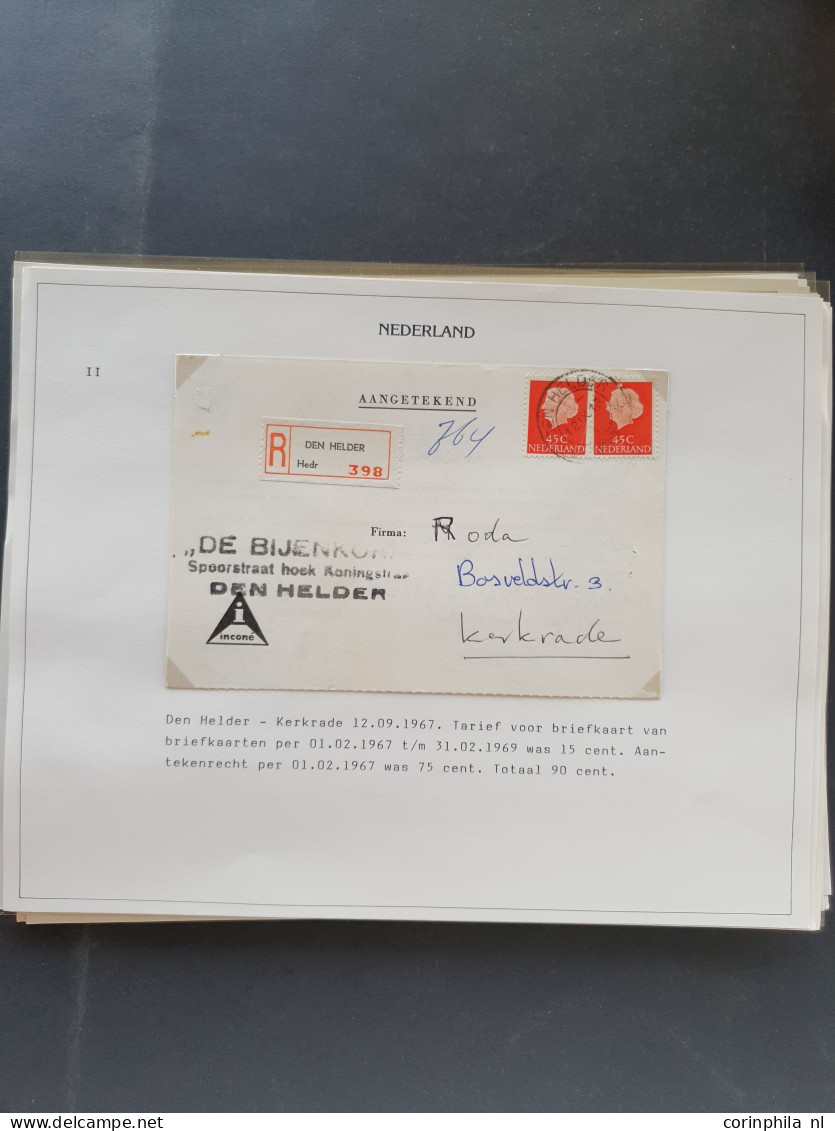 NEDERLAND
II
AANGETEKEND
R DEN HELDER
Hedr 398
764
45C 45C
NEDERLAND NEDERLAND
Firma: Roda
Bosveldstr. 3
Kerkrade
„DE BIJENKO
Spoorstraat hoek Koningstraat
DEN HELDER
i
inconé
Den Helder - Kerkrade 12.09.1967. Tarief voor briefkaart van
briefkaarten per 01.02.1967 t/m 31.02.1969 was 15 cent. Aan-
tekenrecht per 01.02.1967 was 75 cent. Totaal 90 cent.
www.delcampe.net
corinphila nl